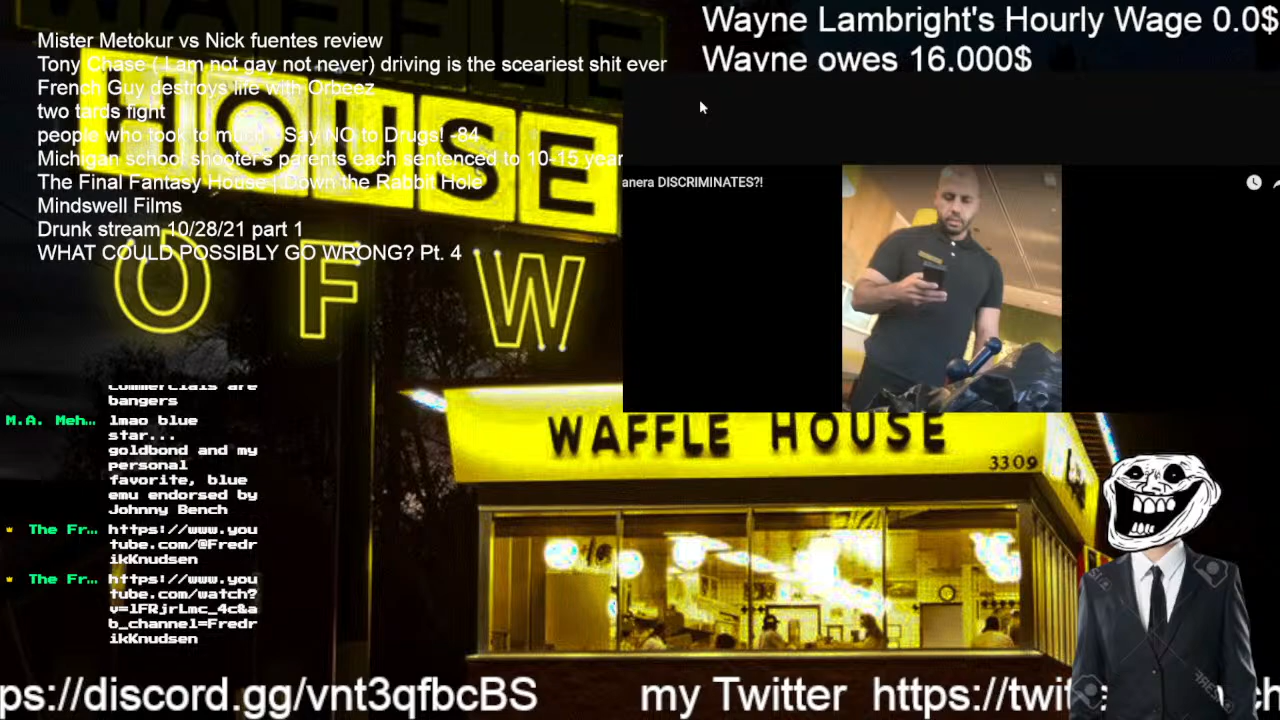 WAFFLE
Mister Metokur vs Nick fuentes review
Tony Chase ( I am not gay not never) driving is the sceariest shit ever
French Guy destroys life with Orbeez
two tards fight
people who took to much - Say NO to Drugs! -84
Michigan school shooter's parents each sentenced to 10-15 year
The Final Fantasy House | Down the Rabbit Hole
Mindswell Films
Drunk stream 10/28/21 part 1
WHAT COULD POSSIBLY GO WRONG? Pt. 4
Wayne Lambright's Hourly Wage 0.0$
Wayne owes 16.000$
HOUSE
O F W
anera DISCRIMINATES?!
commercials are
bangers
M.A. Meh… lmao blue
star...
goldbond and my
personal
favorite, blue
emu endorsed by
Johnny Bench
The Fr… https://www.you
tube.com/@Fredr
ikKnudsen
The Fr… https://www.you
tube.com/watch?
v=lFRjrLmc_4c&a
b_channel=Fredr
ikKnudsen
WAFFLE HOUSE
3309
ps://discord.gg/vnt3qfbcBS my Twitter https://twit